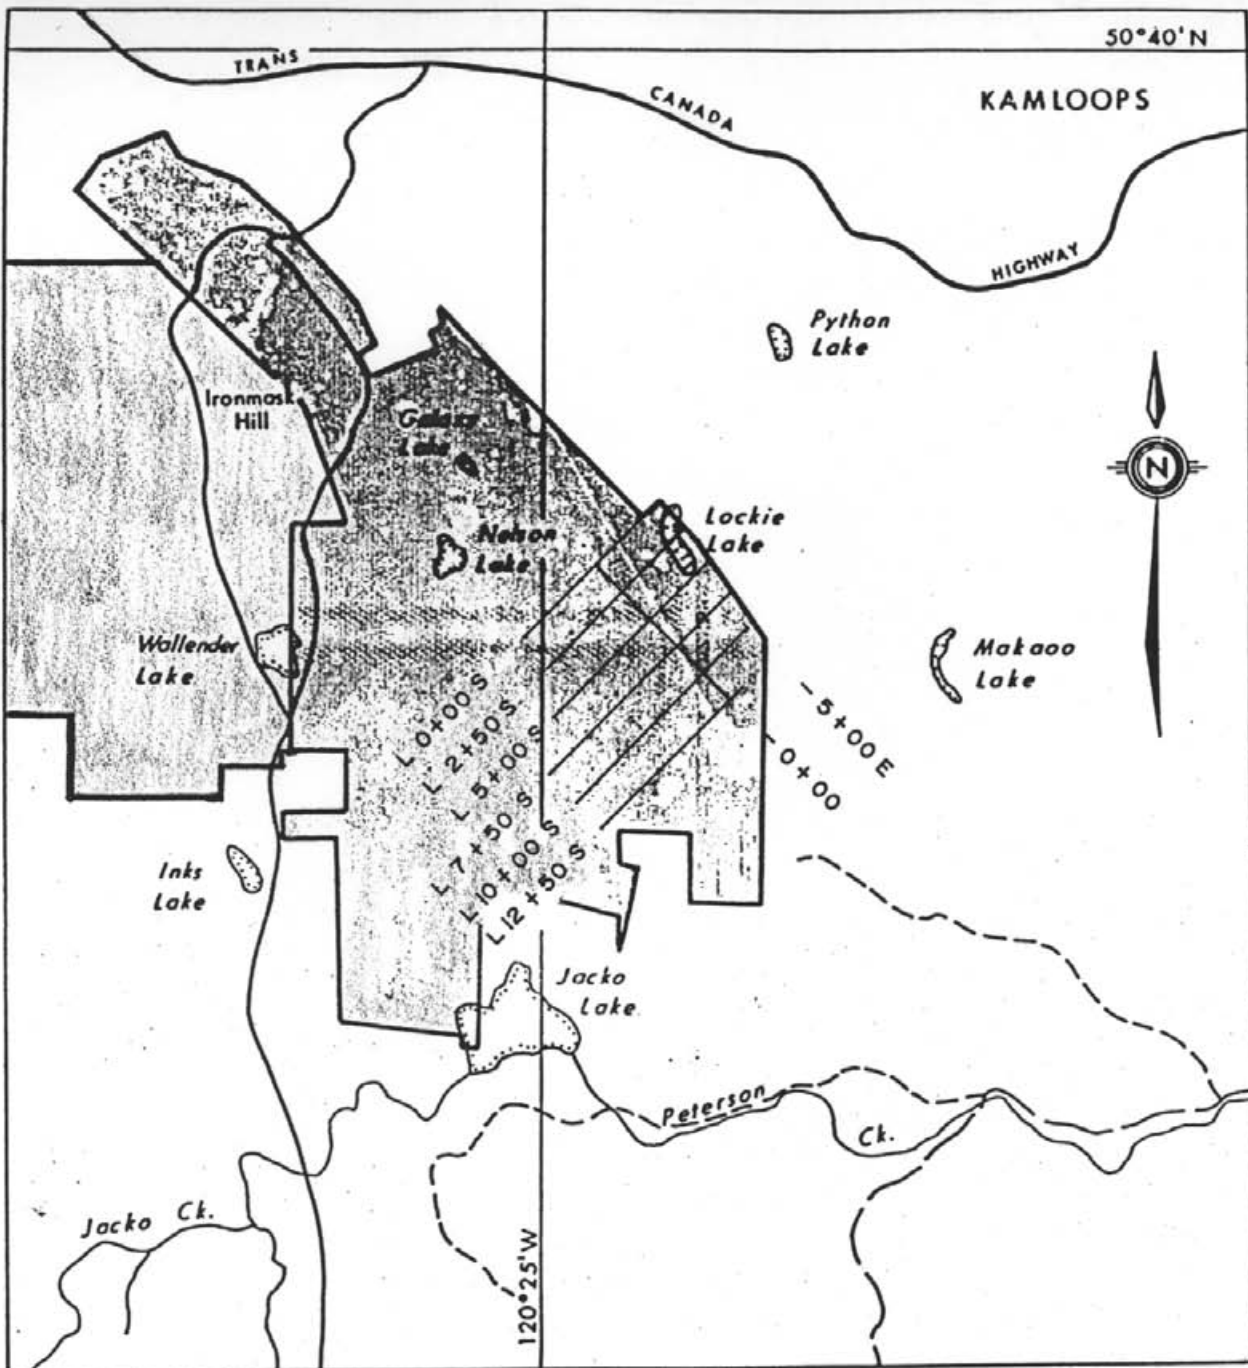 50°40'N
TRANS
CANADA
KAMLOOPS
HIGHWAY
Python
Lake
Ironmask
Hill
Galaxy
Lake
N
Lockie
Lake
Nelson
Lake
Wallender
Lake
Makaoo
Lake
L 0+00 S
L 2+50 S
L 5+00 S
L 7+50 S
L 10+00 S
L 12+50 S
5+00 E
0+00
Inks
Lake
Jacko
Lake
Peterson
Ck.
Jacko Ck.
120°25'W